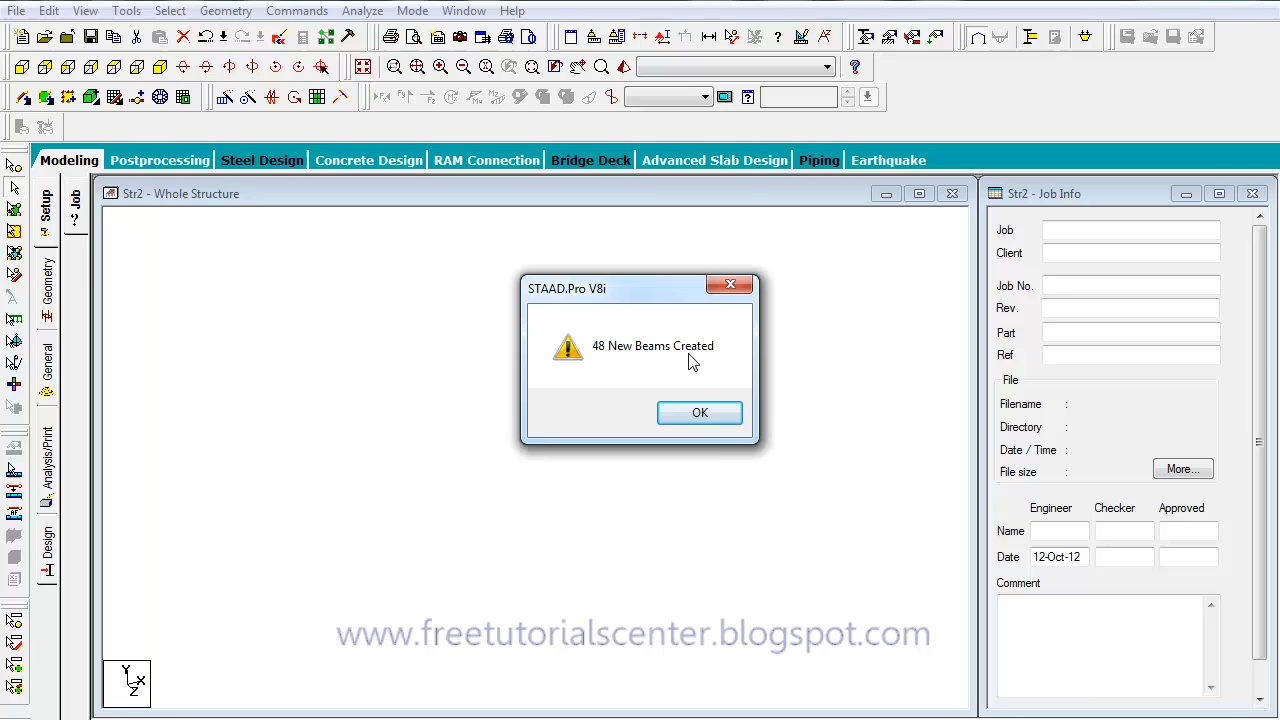 File Edit View Tools Select Geometry Commands Analyze Mode Window Help
Modeling Postprocessing Steel Design Concrete Design RAM Connection Bridge Deck Advanced Slab Design Piping Earthquake
Setup
Job
Geometry
General
Analysis/Print
Design
Str2 - Whole Structure
STAAD.Pro V8i
48 New Beams Created
OK
www.freetutorialscenter.blogspot.com
Y
X
Z
Str2 - Job Info
Job
Client
Job No.
Rev.
Part
Ref
File
Filename :
Directory :
Date / Time :
File size :
More...
Engineer Checker Approved
Name
Date 12-Oct-12
Comment